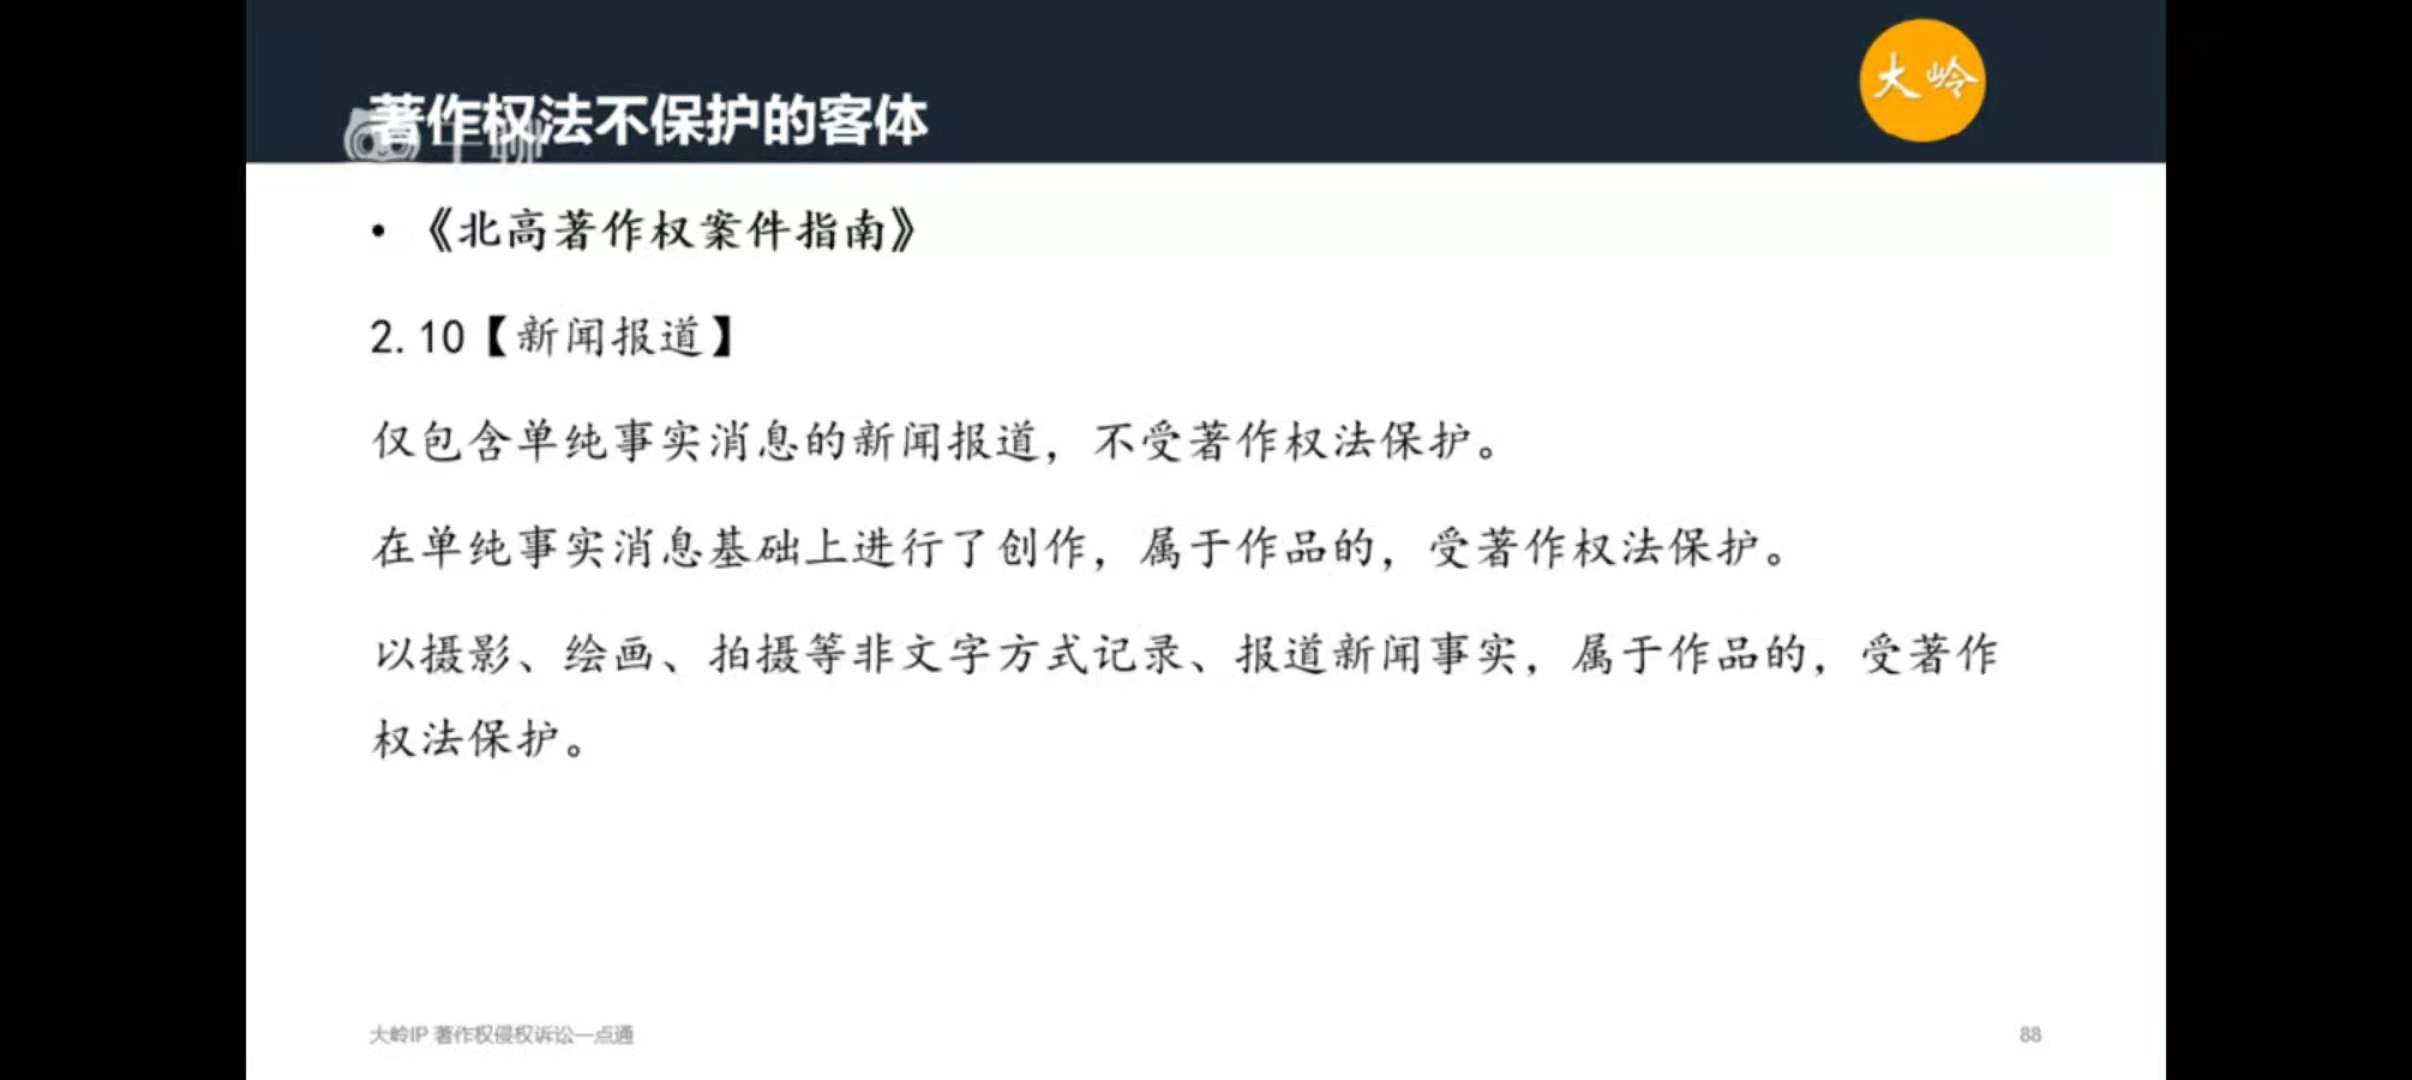 大岭
著作权法不保护的客体
千聊
• 《北高著作权案件指南》
2.10【新闻报道】
仅包含单纯事实消息的新闻报道，不受著作权法保护。
在单纯事实消息基础上进行了创作，属于作品的，受著作权法保护。
以摄影、绘画、拍摄等非文字方式记录、报道新闻事实，属于作品的，受著作
权法保护。
大岭IP 著作权侵权诉讼一点通
88